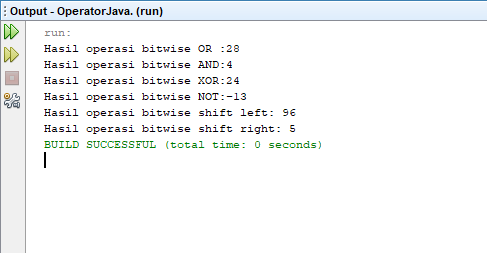 Output - OperatorJava. (run)
run:
Hasil operasi bitwise OR :28
Hasil operasi bitwise AND:4
Hasil operasi bitwise XOR:24
Hasil operasi bitwise NOT:-13
Hasil operasi bitwise shift left: 96
Hasil operasi bitwise shift right: 5
BUILD SUCCESSFUL (total time: 0 seconds)